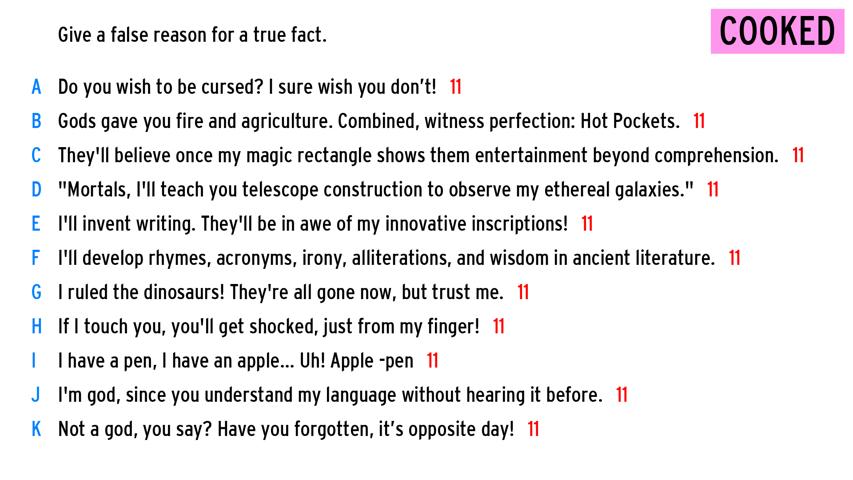 Give a false reason for a true fact.
COOKED
A Do you wish to be cursed? I sure wish you don’t! 11
B Gods gave you fire and agriculture. Combined, witness perfection: Hot Pockets. 11
C They'll believe once my magic rectangle shows them entertainment beyond comprehension. 11
D "Mortals, I'll teach you telescope construction to observe my ethereal galaxies." 11
E I'll invent writing. They'll be in awe of my innovative inscriptions! 11
F I'll develop rhymes, acronyms, irony, alliterations, and wisdom in ancient literature. 11
G I ruled the dinosaurs! They're all gone now, but trust me. 11
H If I touch you, you'll get shocked, just from my finger! 11
I I have a pen, I have an apple... Uh! Apple -pen 11
J I'm god, since you understand my language without hearing it before. 11
K Not a god, you say? Have you forgotten, it’s opposite day! 11